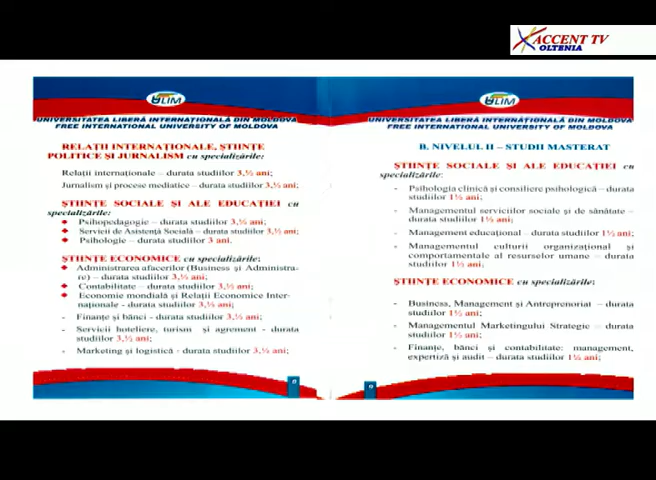 ACCENT TV
OLTENIA
ULIM
UNIVERSITATEA LIBERĂ INTERNAȚIONALĂ DIN MOLDOVA
FREE INTERNATIONAL UNIVERSITY OF MOLDOVA
RELAȚII INTERNAȚIONALE, ȘTIINȚE
POLITICE ȘI JURNALISM cu specializările:
Relații internaționale – durata studiilor 3,½ ani;
Jurnalism și procese mediatice – durata studiilor 3,½ ani;
ȘTIINȚE SOCIALE ȘI ALE EDUCAȚIEI cu
specializările:
Psihopedagogie – durata studiilor 3,½ ani;
Servicii de Asistență Socială – durata studiilor 3,½ ani;
Psihologie – durata studiilor 3 ani.
ȘTIINȚE ECONOMICE cu specializările:
Administrarea afacerilor (Business și Administra-
re) – durata studiilor 3,½ ani;
Contabilitate – durata studiilor 3,½ ani;
Economie mondială și Relații Economice Inter-
naționale - durata studiilor 3,½ ani;
- Finanțe și bănci - durata studiilor 3,½ ani;
- Servicii hoteliere, turism și agrement - durata
studiilor 3,½ ani;
- Marketing și logistică - durata studiilor 3,½ ani;
ULIM
UNIVERSITATEA LIBERĂ INTERNAȚIONALĂ DIN MOLDOVA
FREE INTERNATIONAL UNIVERSITY OF MOLDOVA
B. NIVELUL II – STUDII MASTERAT
ȘTIINȚE SOCIALE ȘI ALE EDUCAȚIEI cu
specializările:
- Psihologia clinică și consiliere psihologică – durata
studiilor 1½ ani;
- Managementul serviciilor sociale și de sănătate –
durata studiilor 1½ ani;
- Management educațional – durata studiilor 1½ ani;
- Managementul culturii organizațional și
comportamentale al resurselor umane – durata
studiilor 1½ ani;
ȘTIINȚE ECONOMICE cu specializările:
- Business, Management și Antreprenoriat – durata
studiilor 1½ ani;
- Managementul Marketingului Strategic – durata
studiilor 1½ ani;
- Finanțe, bănci și contabilitate: management,
expertiză și audit – durata studiilor 1½ ani;